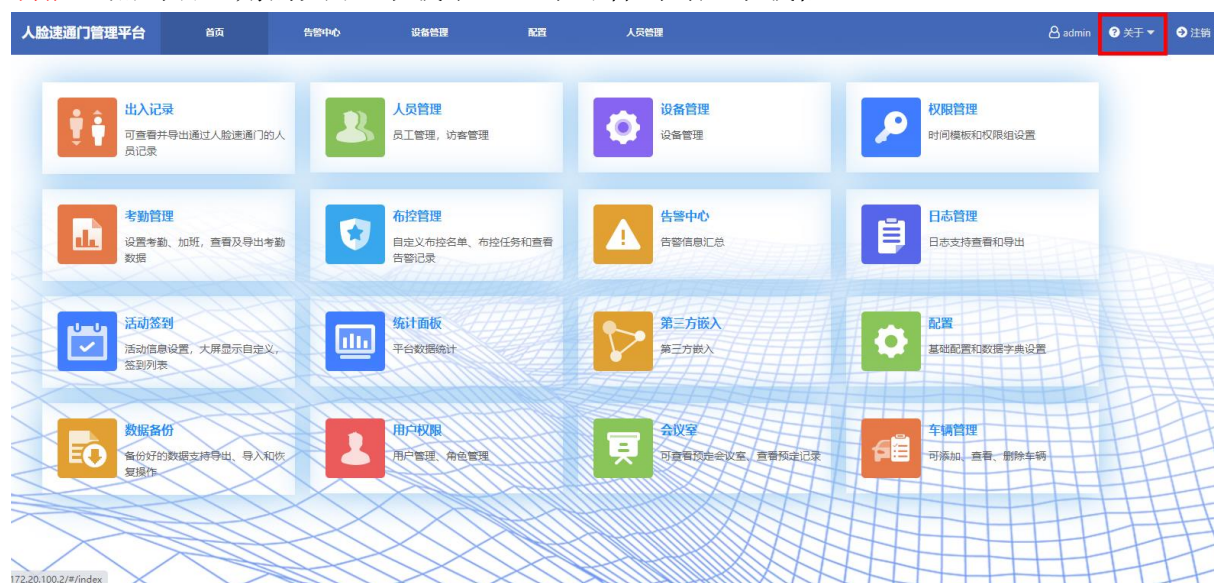 人脸速通门管理平台 首页 告警中心 设备管理 配置 人员管理 admin 关于 注销
出入记录
可查看并导出通过人脸速通门的人
员记录
人员管理
员工管理，访客管理
设备管理
设备管理
权限管理
时间模板和权限组设置
考勤管理
设置考勤、加班，查看及导出考勤
数据
布控管理
自定义布控名单、布控任务和查看
告警记录
告警中心
告警信息汇总
日志管理
日志支持查看和导出
活动签到
活动信息设置，大屏显示自定义，
签到列表
统计面板
平台数据统计
第三方嵌入
第三方嵌入
配置
基础配置和数据字典设置
数据备份
备份好的数据支持导出、导入和恢
复操作
用户权限
用户管理、角色管理
会议室
可查看预定会议室、查看预定记录
车辆管理
可添加、查看、删除车辆
172.20.100.2/#/index